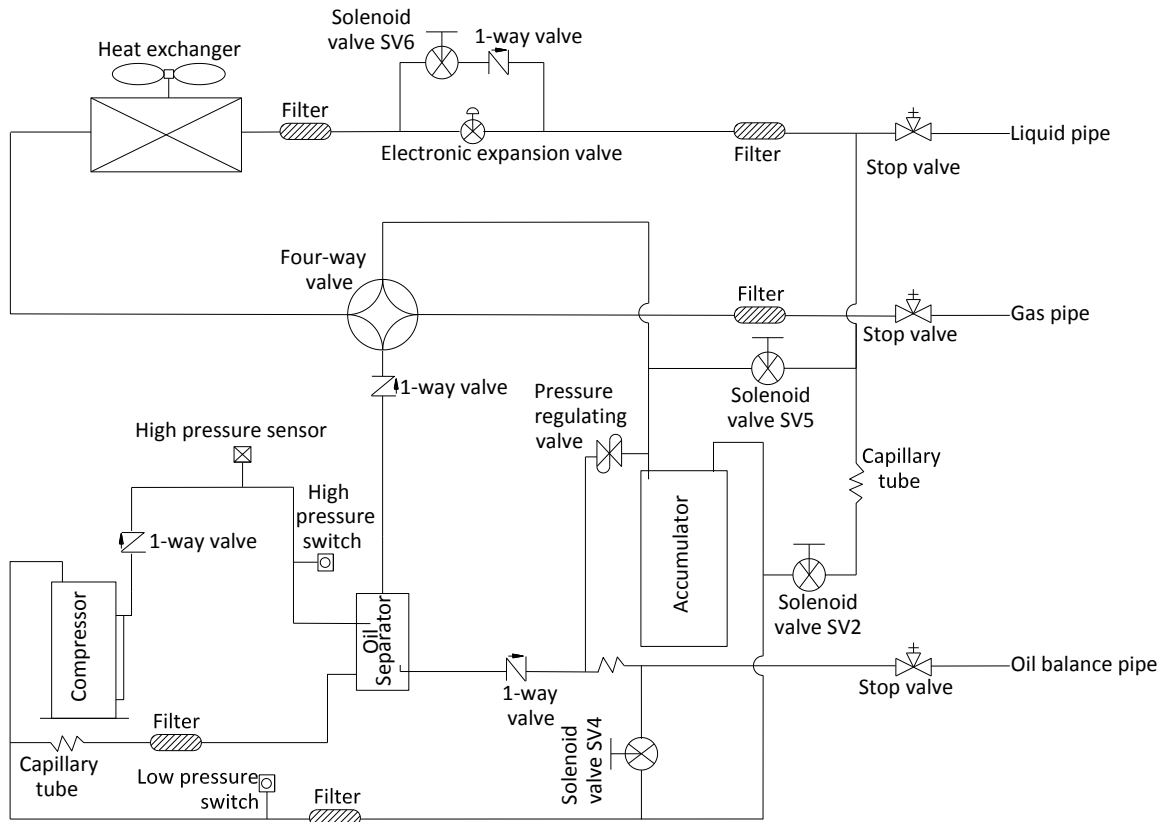 Solenoid
valve SV6
1-way valve
Heat exchanger
Filter
Electronic expansion valve
Filter
Liquid pipe
Stop valve
Four-way
valve
Filter
Gas pipe
Stop valve
1-way valve
Pressure
regulating
valve
Solenoid
valve SV5
High pressure sensor
Capillary
tube
High
pressure
switch
1-way valve
Accumulator
Solenoid
valve SV2
Compressor
Oil
Separator
Oil balance pipe
1-way
valve
Stop valve
Filter
Capillary
tube
Solenoid
valve SV4
Low pressure
switch
Filter